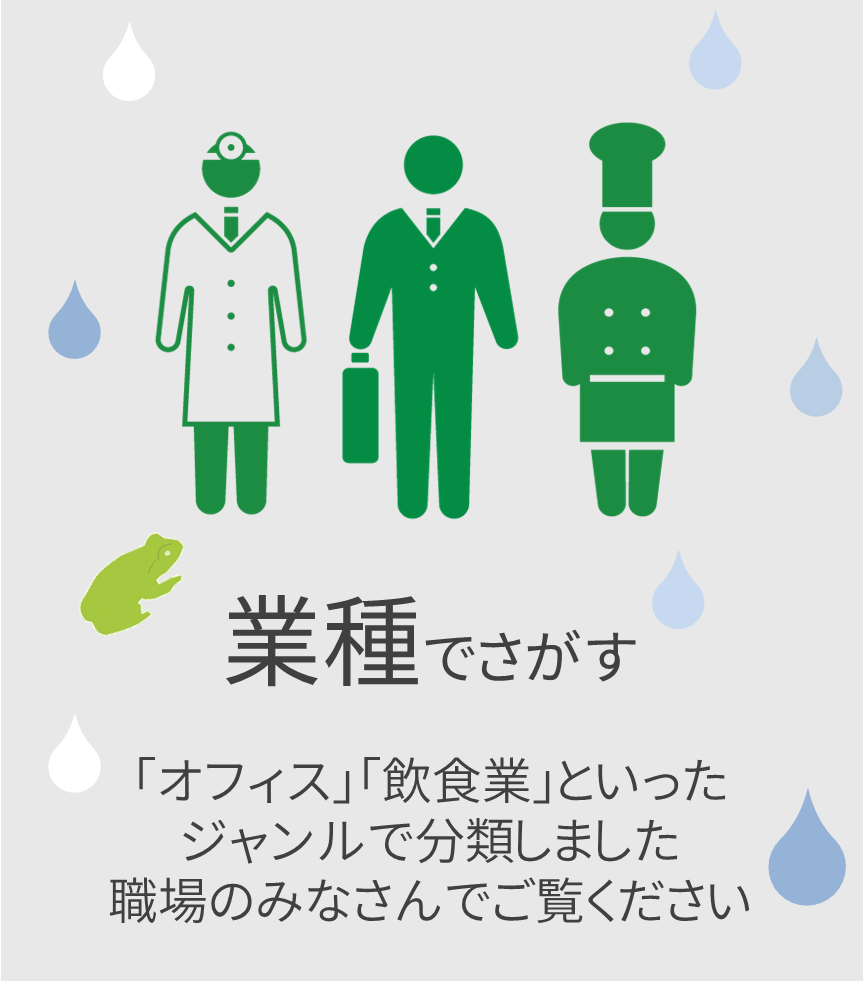 業種でさがす
「オフィス」「飲食業」といった
ジャンルで分類しました
職場のみなさんでご覧ください